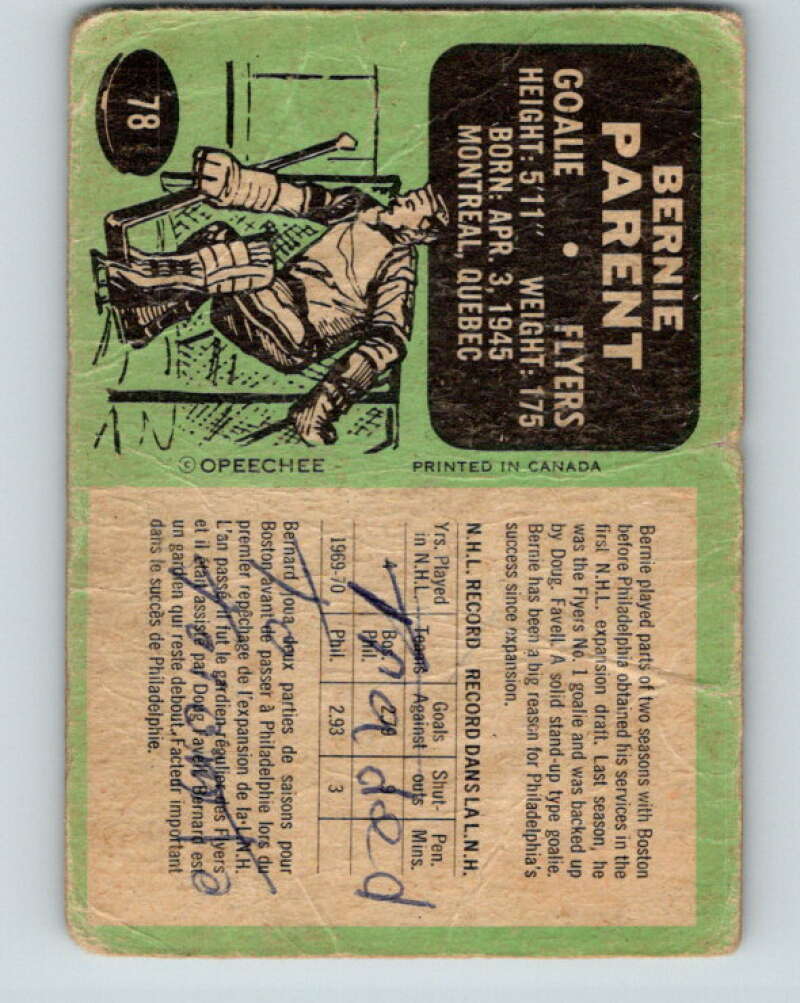 78
BERNIE
PARENT
GOALIE • FLYERS
HEIGHT: 5'11" WEIGHT: 175
BORN: APR. 3, 1945
MONTREAL, QUEBEC
© OPEECHEE - PRINTED IN CANADA
Bernie played parts of two seasons with Boston
before Philadelphia obtained his services in the
first N.H.L. expansion draft. Last season, he
was the Flyers No. 1 goalie and was backed up
by Doug. Favell. A solid stand-up type goalie,
Bernie has been a big reason for Philadelphia's
success since expansion.
N.H.L. RECORD RECORD DANS LA L.N.H.
Yrs. Played Teams Goals Shut- Pen.
in N.H.L. Against outs Mins.
4 Bos. Phil.
1969-70 Phil. 2.93 3
Bernard joua deux parties de saisons pour
Boston avant de passer à Philadelphie lors du
premier repêchage de l'expansion de la L.N.H.
L'an passé il fut le gardien régulier des Flyers
et il était assisté par Doug Favell. Bernard est
un gardien qui reste debout. Facteur important
dans le succès de Philadelphie.
Traded
To
Toronto